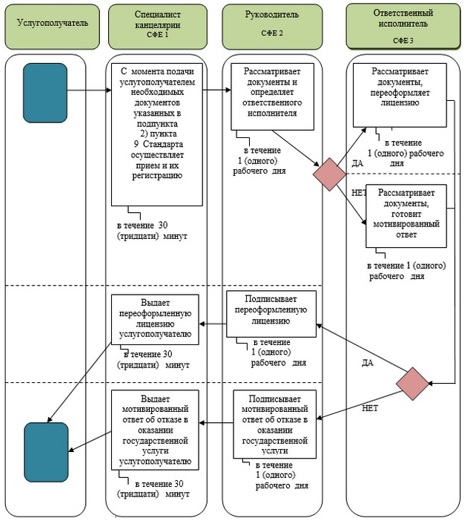 Услугополучатель
Специалист
канцелярии
СФЕ 1
Руководитель
СФЕ 2
Ответственный
исполнитель
СФЕ 3
С момента подачи
услугополучателем
необходимых
документов
указанных в
подпункта
2) пункта
9 Стандарта
осуществляет
прием и их
регистрацию
в течение 30
(тридцати) минут
Рассматривает
документы и
определяет
ответственного
исполнителя
в течение
1 (одного)
рабочего дня
Рассматривает
документы,
переоформляет
лицензию
в течение
1 (одного) рабочего
дня
ДА
НЕТ
Рассматривает
документы,
готовит
мотивированный
ответ
в течение 1 (одного)
рабочего дня
Выдает
переоформленную
лицензию
услугополучателю
в течение 30
(тридцати) минут
Подписывает
переоформленную
лицензию
в течение
1 (одного)
рабочего дня
ДА
НЕТ
Выдает
мотивированный
ответ об отказе в
оказании
государственной
услуги
услугополучателю
в течение 30
(тридцати) минут
Подписывает
мотивированный
ответ об отказе в
оказании
государственной
услуги
в течение
1 (одного)
рабочего дня